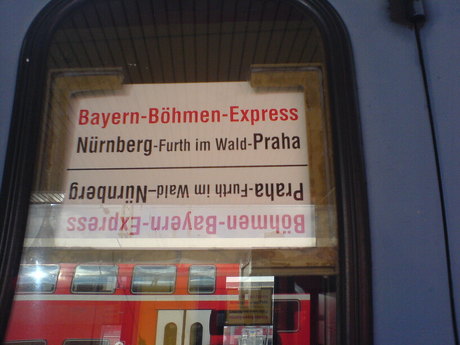 Bayern-Böhmen-Express
Nürnberg-Furth im Wald-Praha
Praha-Furth im Wald-Nürnberg
Böhmen-Bayern-Express